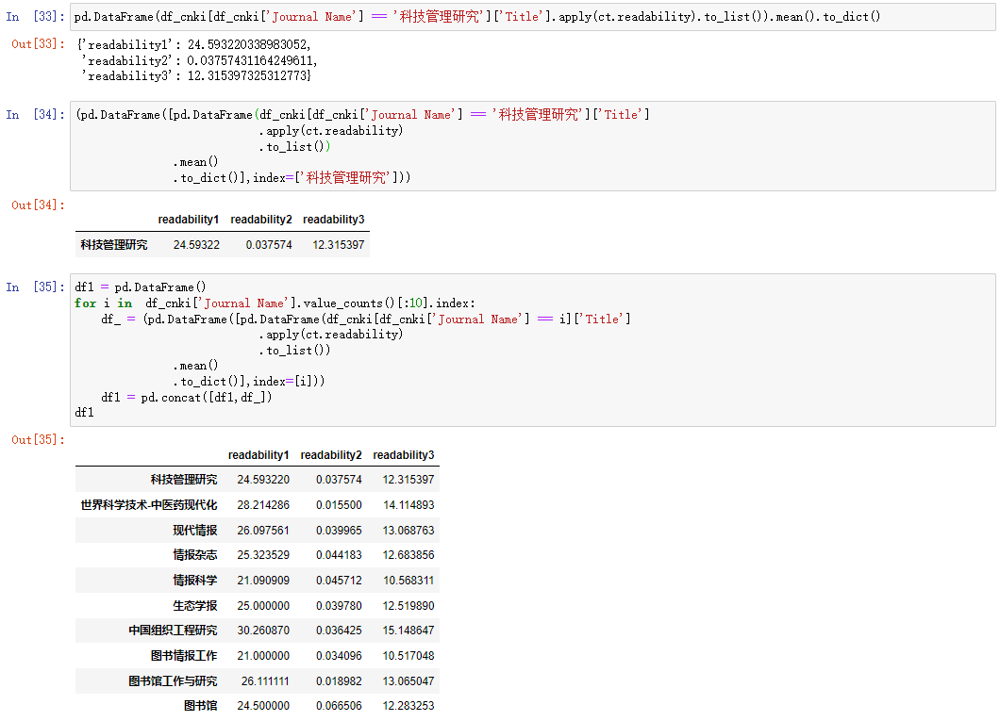 In [33]: pd.DataFrame(df_cnki[df_cnki['Journal Name'] == '科技管理研究']['Title'].apply(ct.readability).to_list()).mean().to_dict()
Out[33]: {'readability1': 24.593220338983052,
'readability2': 0.03757431164249611,
'readability3': 12.315397325312773}
In [34]: (pd.DataFrame([pd.DataFrame(df_cnki[df_cnki['Journal Name'] == '科技管理研究']['Title']
.apply(ct.readability)
.to_list())
.mean()
.to_dict()],index=['科技管理研究']))
Out[34]:
readability1 readability2 readability3
科技管理研究 24.59322 0.037574 12.315397
In [35]: df1 = pd.DataFrame()
for i in df_cnki['Journal Name'].value_counts()[:10].index:
df_ = (pd.DataFrame([pd.DataFrame(df_cnki[df_cnki['Journal Name'] == i]['Title']
.apply(ct.readability)
.to_list())
.mean()
.to_dict()],index=[i]))
df1 = pd.concat([df1,df_])
df1
Out[35]:
readability1 readability2 readability3
科技管理研究 24.593220 0.037574 12.315397
世界科学技术-中医药现代化 28.214286 0.015500 14.114893
现代情报 26.097561 0.039965 13.068763
情报杂志 25.323529 0.044183 12.683856
情报科学 21.090909 0.045712 10.568311
生态学报 25.000000 0.039780 12.519890
中国组织工程研究 30.260870 0.036425 15.148647
图书情报工作 21.000000 0.034096 10.517048
图书馆工作与研究 26.111111 0.018982 13.065047
图书馆 24.500000 0.066506 12.283253